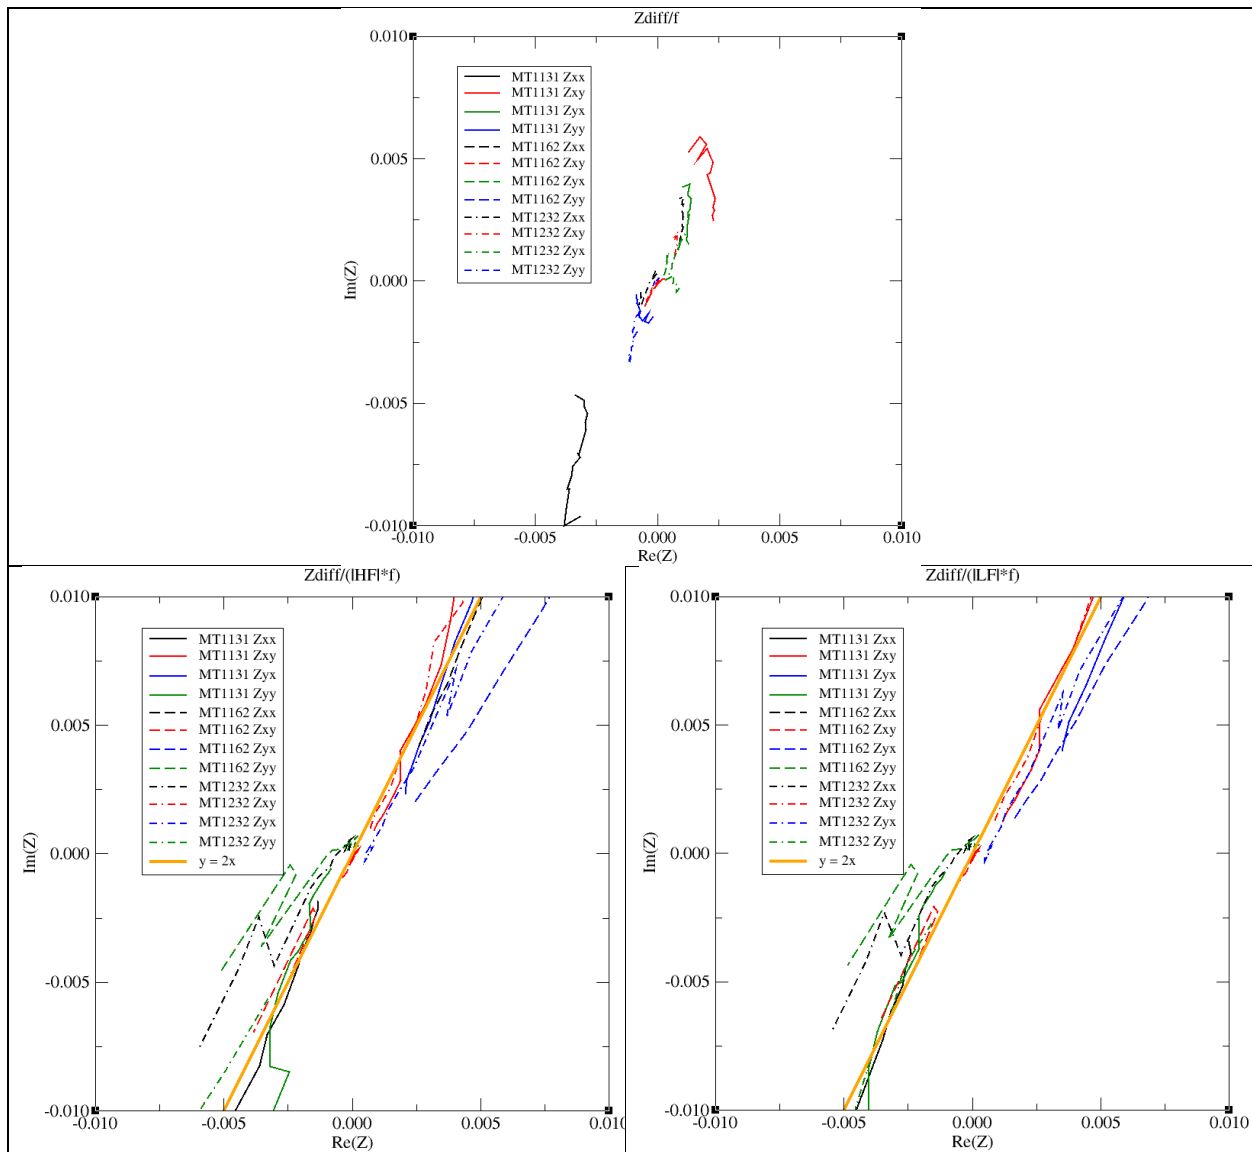 Zdiff/f
0.010
0.005
0.000
-0.005
-0.010
Im(Z)
MT1131 Zxx
MT1131 Zxy
MT1131 Zyx
MT1131 Zyy
MT1162 Zxx
MT1162 Zxy
MT1162 Zyx
MT1162 Zyy
MT1232 Zxx
MT1232 Zxy
MT1232 Zyx
MT1232 Zyy
-0.010 -0.005 0.000 0.005 0.010
Re(Z)
Zdiff/(|HF|*f)
0.010
0.005
0.000
-0.005
-0.010
Im(Z)
MT1131 Zxx
MT1131 Zxy
MT1131 Zyx
MT1131 Zyy
MT1162 Zxx
MT1162 Zxy
MT1162 Zyx
MT1162 Zyy
MT1232 Zxx
MT1232 Zxy
MT1232 Zyx
MT1232 Zyy
y = 2x
-0.010 -0.005 0.000 0.005 0.010
Re(Z)
Zdiff/(|LF|*f)
0.010
0.005
0.000
-0.005
-0.010
Im(Z)
MT1131 Zxx
MT1131 Zxy
MT1131 Zyx
MT1131 Zyy
MT1162 Zxx
MT1162 Zxy
MT1162 Zyx
MT1162 Zyy
MT1232 Zxx
MT1232 Zxy
MT1232 Zyx
MT1232 Zyy
y = 2x
-0.010 -0.005 0.000 0.005 0.010
Re(Z)